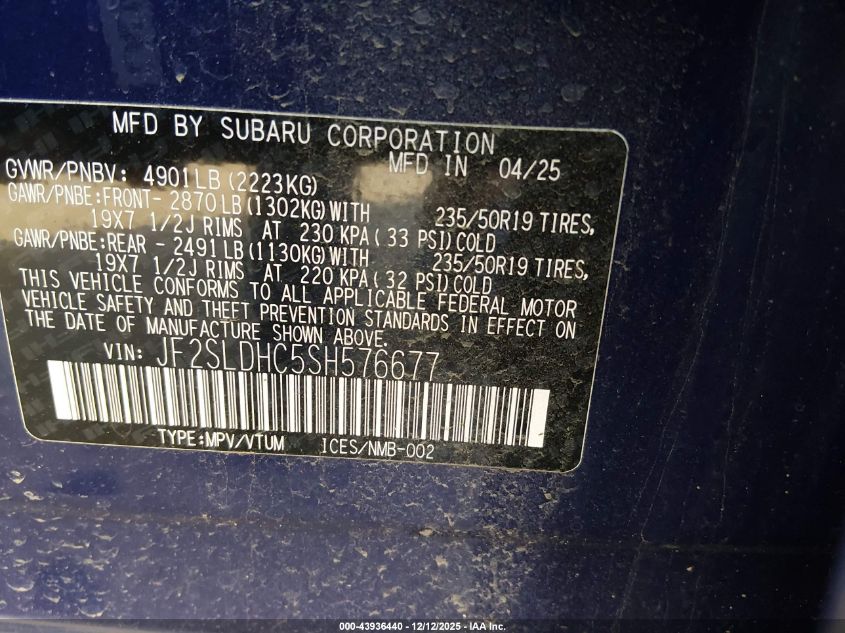 MFD BY SUBARU CORPORATION
MFD IN 04/25
GVWR/PNBV: 4901LB(2223KG)
GAWR/PNBE:FRONT- 2870LB(1302KG)WITH 235/50R19 TIRES,
19X7 1/2J RIMS AT 230 KPA( 33 PSI)COLD
GAWR/PNBE:REAR - 2491LB(1130KG)WITH 235/50R19 TIRES,
19X7 1/2J RIMS AT 220 KPA( 32 PSI)COLD
THIS VEHICLE CONFORMS TO ALL APPLICABLE FEDERAL MOTOR
VEHICLE SAFETY AND THEFT PREVENTION STANDARDS IN EFFECT ON
THE DATE OF MANUFACTURE SHOWN ABOVE.
VIN: JF2SLDHC5SH576677
TYPE:MPV/VTUM ICES/NMB-002
000-43936440 - 12/12/2025 - IAA Inc.